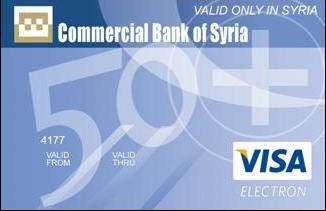 VALID ONLY IN SYRIA
Commercial Bank of Syria
50+
4177
VALID FROM
VALID THRU
VISA
ELECTRON